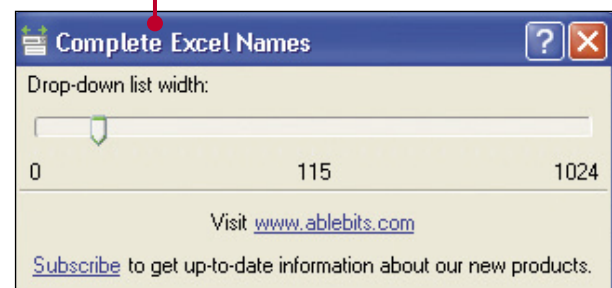 Complete Excel Names
Drop-down list width:
0 115 1024
Visit www.ablebits.com
Subscribe to get up-to-date information about our new products.